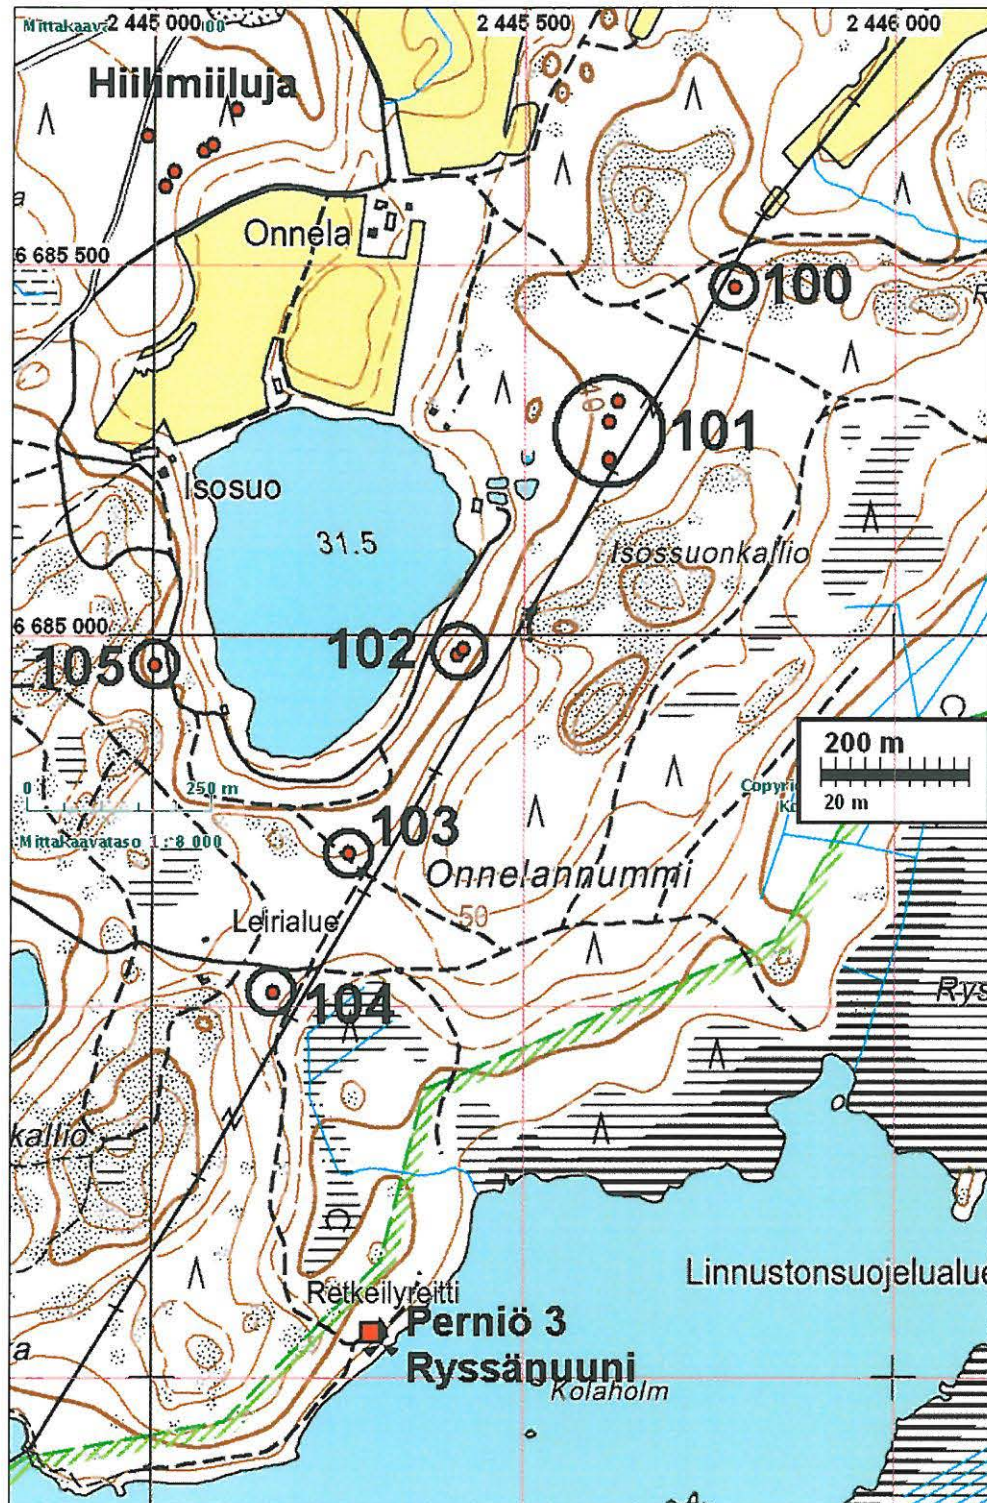 2 445 000
2 445 500
2 446 000
Hiilimiiluja
Onnela
6 685 500
100
101
Isosuo
31.5
Isossuonkallio
6 685 000
102
105
200 m
20 m
0
250 m
Mittakaavataso 1 : 8 000
103
Onnelannummi
50
Leirialue
104
Rys
kallio
Linnustonsuojelualue
Retkeilyreitti
Perniö 3
Ryssänuuni
Kolaholm
a